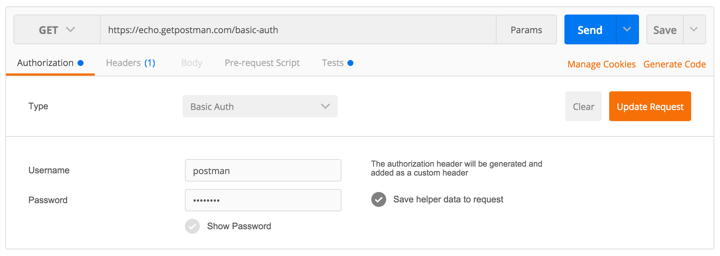 GET https://echo.getpostman.com/basic-auth Params Send Save
Authorization Headers (1) Body Pre-request Script Tests Manage Cookies Generate Code
Type Basic Auth Clear Update Request
Username postman The authorization header will be generated and
added as a custom header
Password •••••••• Save helper data to request
Show Password